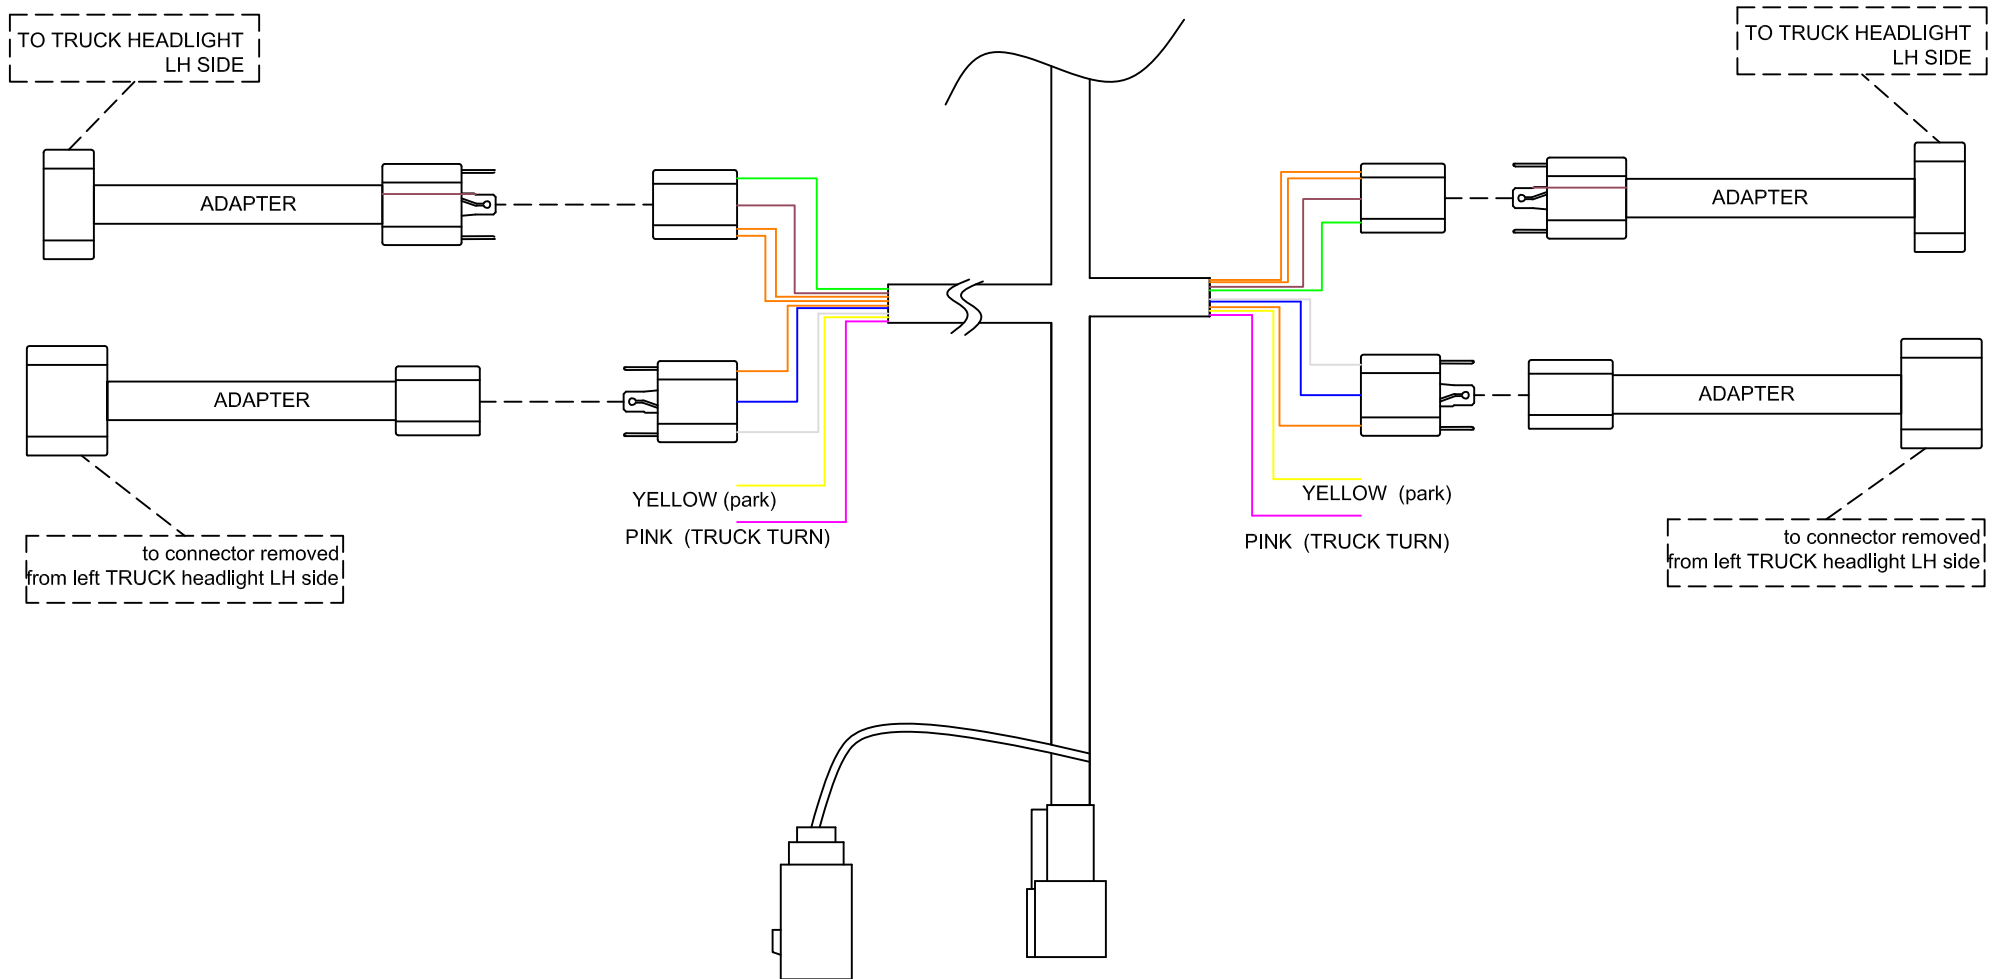 TO TRUCK HEADLIGHT
LH SIDE
TO TRUCK HEADLIGHT
LH SIDE
ADAPTER
ADAPTER
ADAPTER
ADAPTER
YELLOW (park)
PINK (TRUCK TURN)
YELLOW (park)
PINK (TRUCK TURN)
to connector removed
from left TRUCK headlight LH side
to connector removed
from left TRUCK headlight LH side